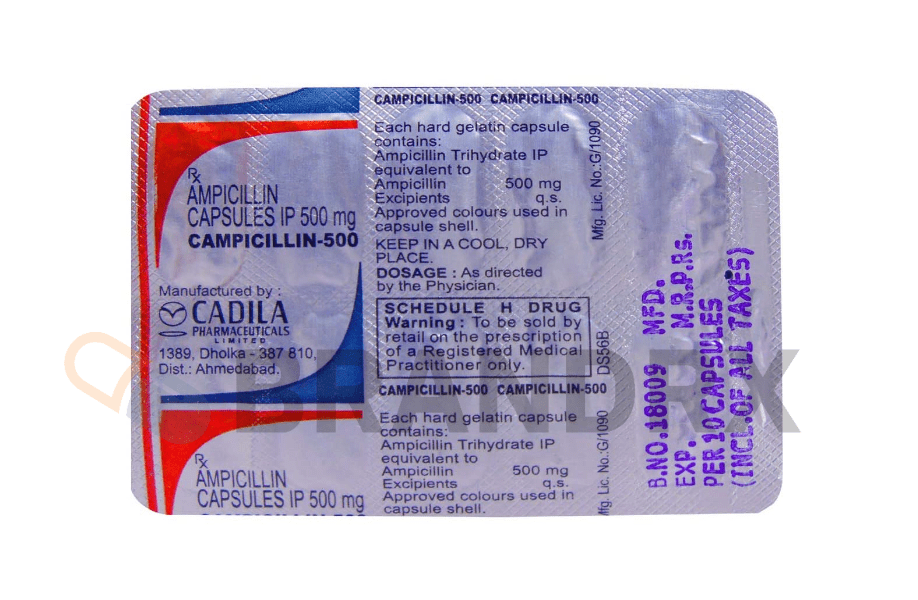 ℞
AMPICILLIN
CAPSULES IP 500 mg
CAMPICILLIN-500
Manufactured by :
CADILA
PHARMACEUTICALS
LIMITED
1389, Dholka - 387 810,
Dist.: Ahmedabad.
℞
AMPICILLIN
CAPSULES IP 500 mg
CAMPICILLIN-500 CAMPICILLIN-500
Each hard gelatin capsule
contains:
Ampicillin Trihydrate IP
equivalent to
Ampicillin 500 mg
Excipients q.s.
Approved colours used in
capsule shell.
KEEP IN A COOL, DRY
PLACE.
DOSAGE : As directed
by the Physician.
SCHEDULE H DRUG
Warning : To be sold by
retail on the prescription
of a Registered Medical
Practitioner only.
CAMPICILLIN-500 CAMPICILLIN-500
Each hard gelatin capsule
contains:
Ampicillin Trihydrate IP
equivalent to
Ampicillin 500 mg
Excipients q.s.
Approved colours used in
capsule shell.
Mfg. Lic. No.:G/1090
DS56B
Mfg. Lic. No.:G/1090
B.NO.18009 MFD.
EXP. M.R.P.Rs.
PER 10 CAPSULES
(INCL.OF ALL TAXES)
BRANDRX